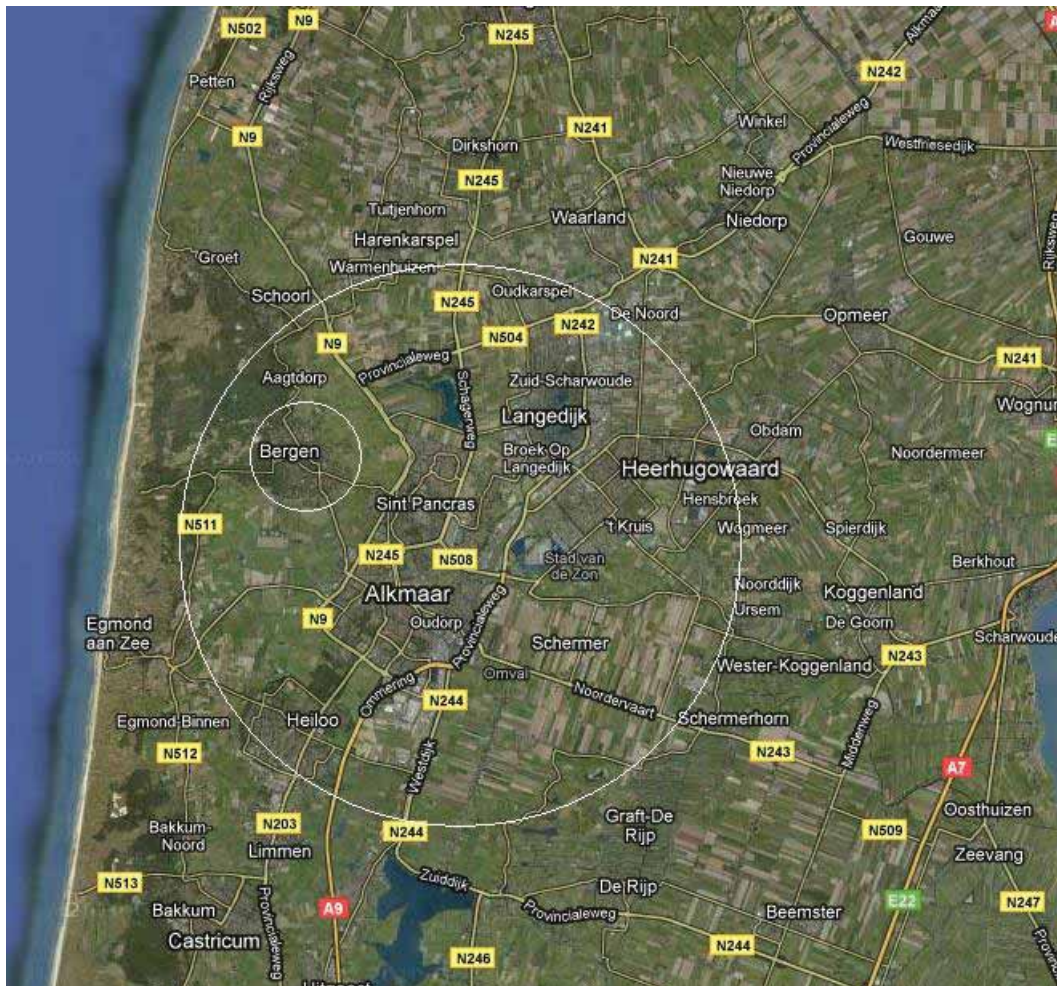 N502
N9
N245
Alkmaa
A
Petten
Rijksweg
N242
N9
N241
Winkel
Provincialeweg
Dirkshorn
Westfriesedijk
N245
Nieuwe
Niedorp
Tuitjenhorn
Waarland
Niedorp
Harenkarspel
Gouwe
Rijksweg
Groet
Warmenhuizen
N241
Schoorl
N245
Oudkarspel
De Noord
Opmeer
N9
N504
N242
Provincialeweg
N241
Aagtdorp
Schagerweg
Zuid-Scharwoude
Langedijk
Wognum
Obdam
E
Bergen
Broek Op
Langedijk
Noordermeer
Heerhugowaard
Sint Pancras
Hensbroek
N511
't Kruis
Wogmeer
Spierdijk
N245
N508
Stad van
de Zon
Berkhout
Noorddijk
Alkmaar
Koggenland
N9
Oudorp
Provincialeweg
Ursem
De Goorn
Egmond
aan Zee
Schermer
Scharwoude
N243
Wester-Koggenland
Ommering
Omval
N244
Noordervaart
Egmond-Binnen
Heiloo
Schermerhorn
Middenweg
N512
Westdijk
N243
A7
Oosthuizen
N203
N244
Graft-De
Rijp
Bakkum-
Noord
Limmen
N509
Zeevang
N513
Zuiddijk
De Rijp
E22
N247
Bakkum
Provincialeweg
A9
Provincialeweg
Beemster
Castricum
N244
N246